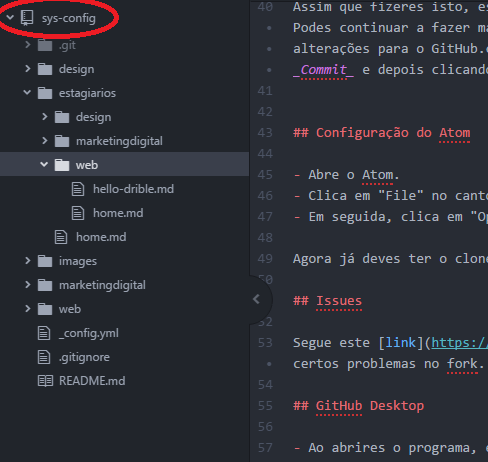 sys-config
.git
design
estagiarios
design
marketingdigital
web
hello-drible.md
home.md
home.md
images
marketingdigital
web
_config.yml
.gitignore
README.md
40 Assim que fizeres isto, es
• Podes continuar a fazer ma
• alterações para o GitHub.
• _Commit_ e depois clicando
41
42
43 ## Configuração do Atom
44
45 - Abre o Atom.
46 - Clica em "File" no canto
47 - Em seguida, clica em "Op
48
49 Agora já deves ter o clone
50
51 ## Issues
52
53 Segue este [link](https:/
• certos problemas no fork.
54
55 ## GitHub Desktop
56
57 - Ao abrires o programa,